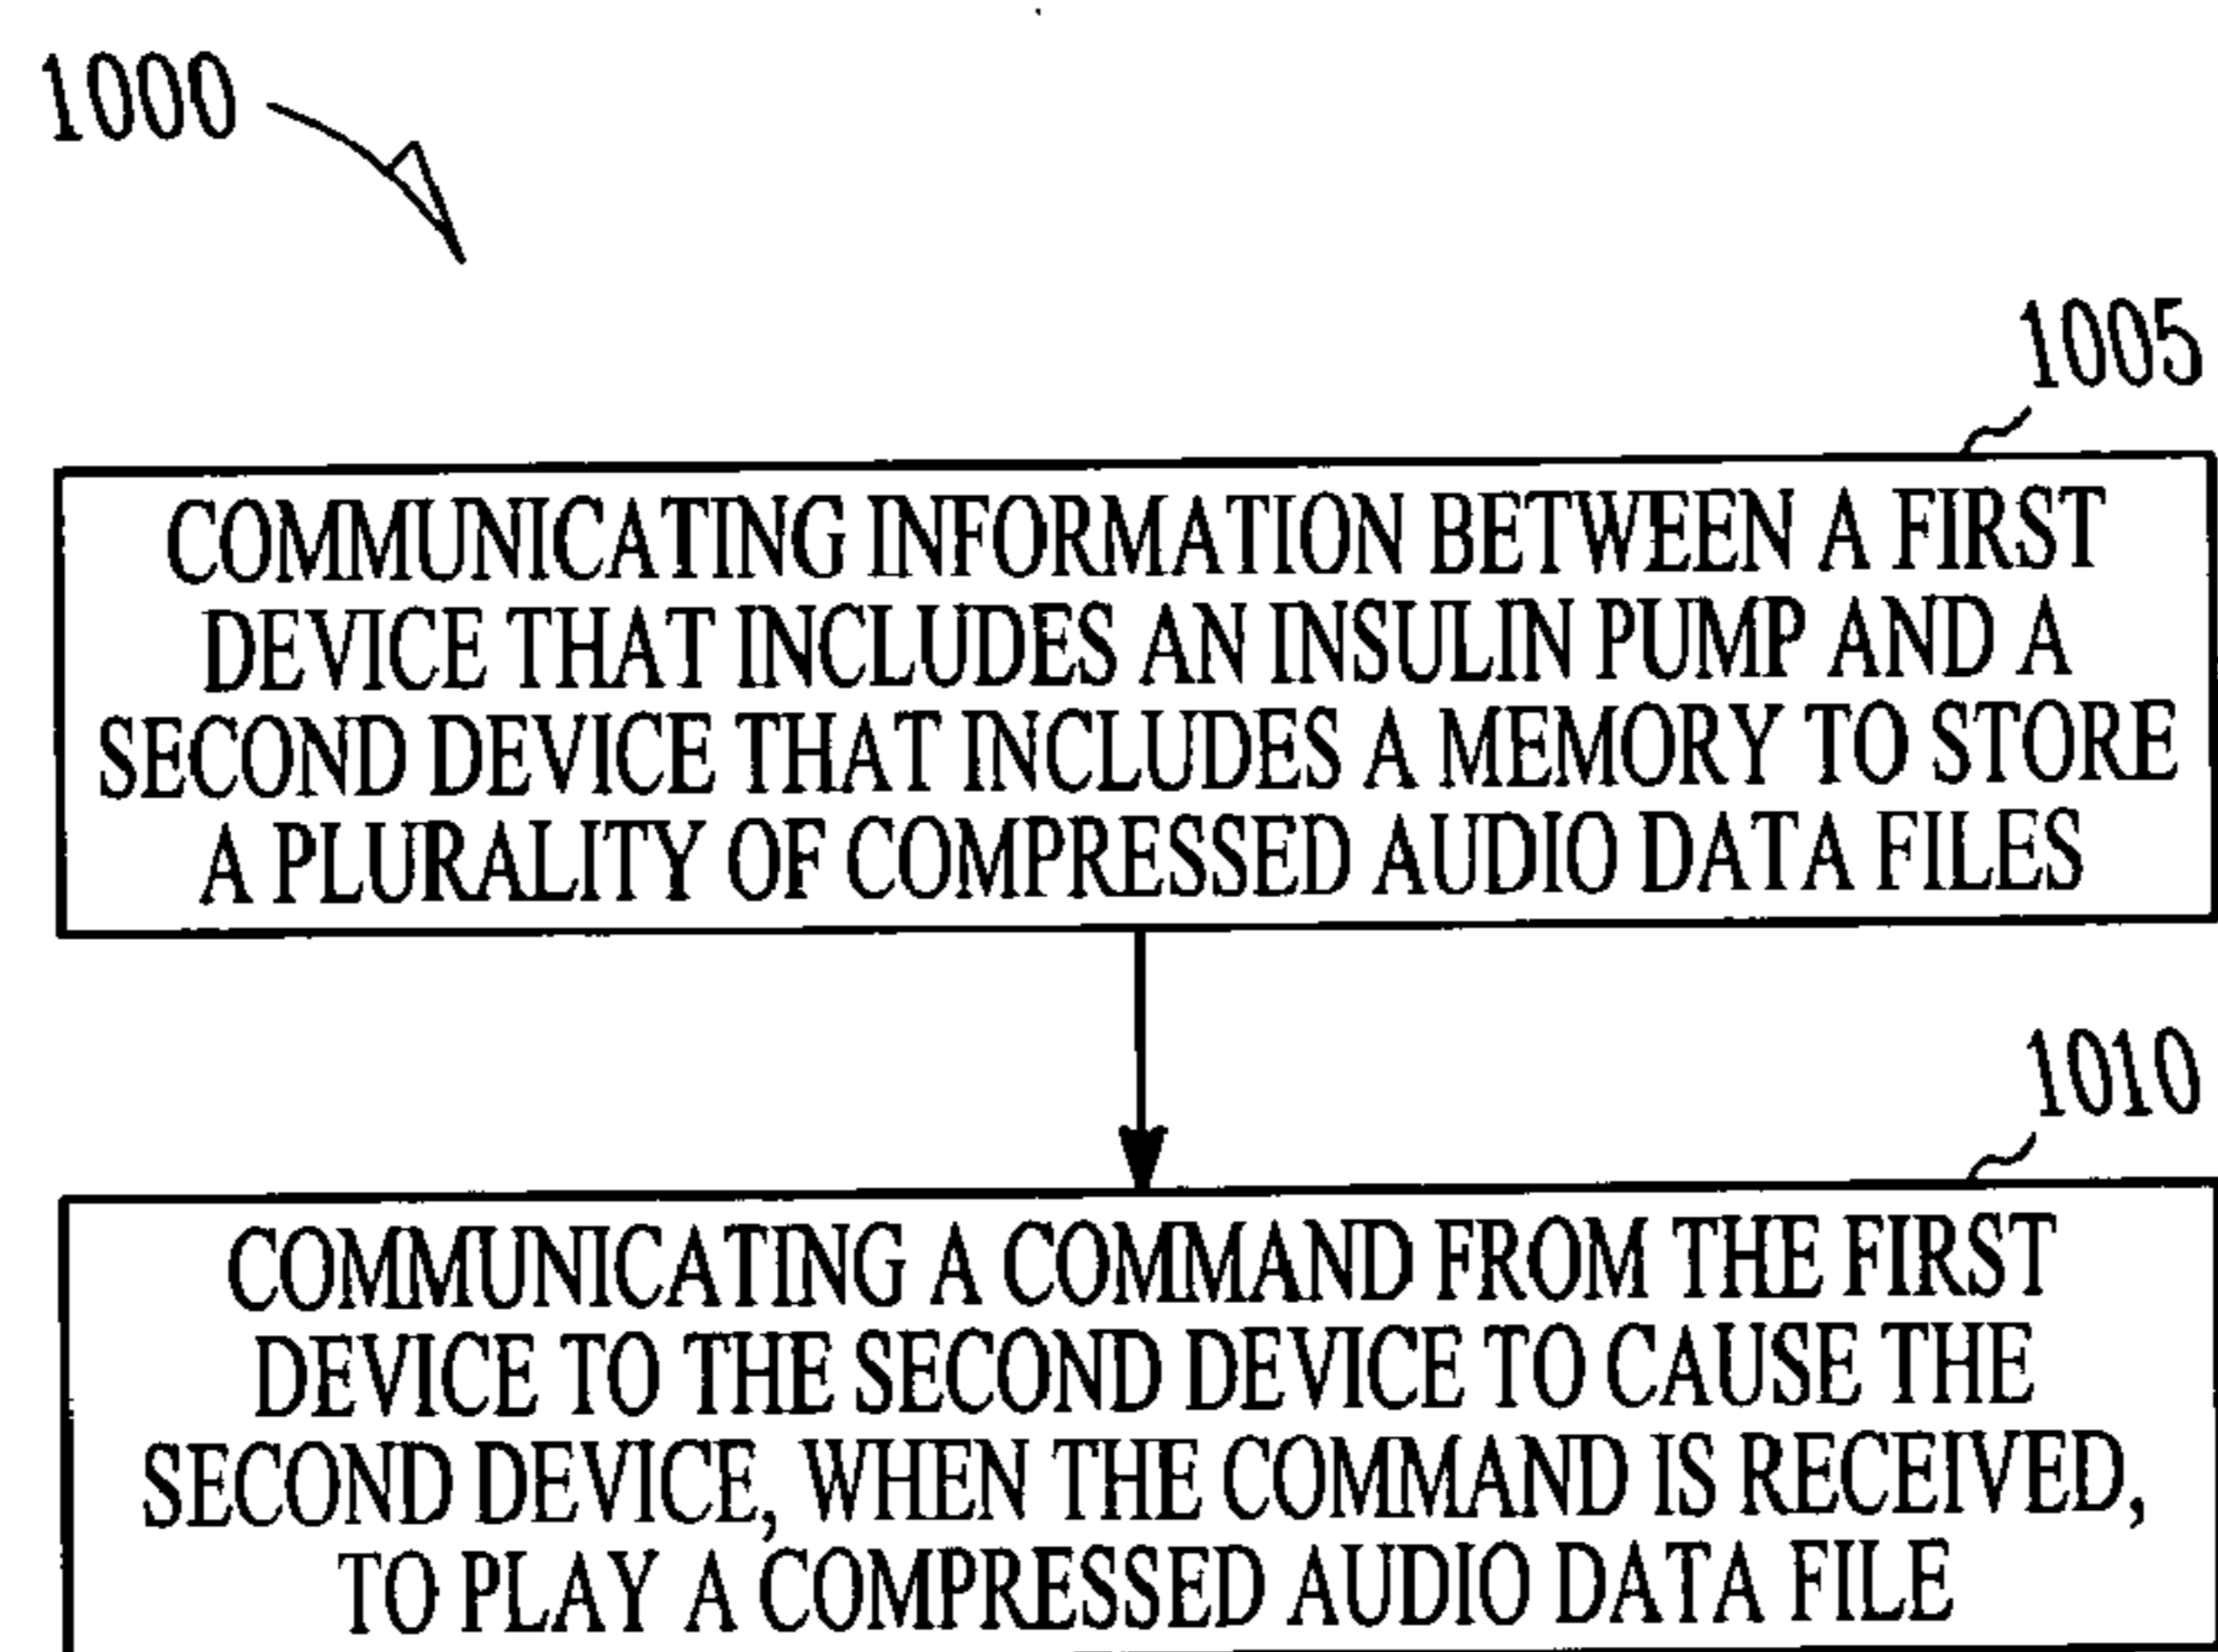 1000
1005
COMMUNICATING INFORMATION BETWEEN A FIRST
DEVICE THAT INCLUDES AN INSULIN PUMP AND A
SECOND DEVICE THAT INCLUDES A MEMORY TO STORE
A PLURALITY OF COMPRESSED AUDIO DATA FILES
1010
COMMUNICATING A COMMAND FROM THE FIRST
DEVICE TO THE SECOND DEVICE TO CAUSE THE
SECOND DEVICE, WHEN THE COMMAND IS RECEIVED,
TO PLAY A COMPRESSED AUDIO DATA FILE